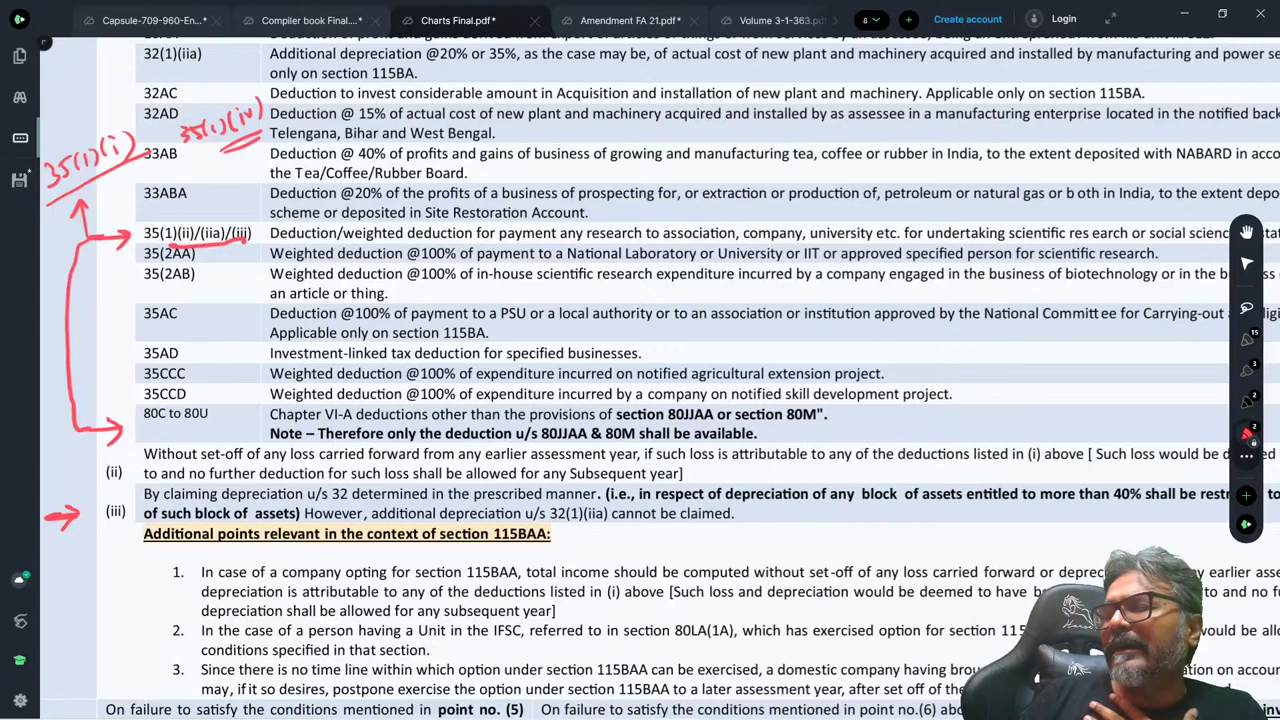 Capsule-709-960-En...*
Compiler book Final....*
Charts Final.pdf*
Amendment FA 21.pdf*
Volume 3-1-363.pdf
8
Create account
Login
32(1)(iia) Additional depreciation @20% or 35%, as the case may be, of actual cost of new plant and machinery acquired and installed by manufacturing and power se
only on section 115BA.
32AC Deduction to invest considerable amount in Acquisition and installation of new plant and machinery. Applicable only on section 115BA.
32AD Deduction @ 15% of actual cost of new plant and machinery acquired and installed by as assessee in a manufacturing enterprise located in the notified back
Telengana, Bihar and West Bengal.
35(1)(iv)
35(1)(i)
33AB Deduction @ 40% of profits and gains of business of growing and manufacturing tea, coffee or rubber in India, to the extent deposited with NABARD in acco
the Tea/Coffee/Rubber Board.
33ABA Deduction @20% of the profits of a business of prospecting for, or extraction or production of, petroleum or natural gas or b oth in India, to the extent depo
scheme or deposited in Site Restoration Account.
35(1)(ii)/(iia)/(iii) Deduction/weighted deduction for payment any research to association, company, university etc. for undertaking scientific res earch or social scienc
35(2AA) Weighted deduction @100% of payment to a National Laboratory or University or IIT or approved specified person for scientific research.
35(2AB) Weighted deduction @100% of in-house scientific research expenditure incurred by a company engaged in the business of biotechnology or in the b
an article or thing.
35AC Deduction @100% of payment to a PSU or a local authority or to an association or institution approved by the National Committ ee for Carrying-out
Applicable only on section 115BA.
35AD Investment-linked tax deduction for specified businesses.
35CCC Weighted deduction @100% of expenditure incurred on notified agricultural extension project.
35CCD Weighted deduction @100% of expenditure incurred by a company on notified skill development project.
80C to 80U Chapter VI-A deductions other than the provisions of section 80JJAA or section 80M".
Note – Therefore only the deduction u/s 80JJAA & 80M shall be available.
Without set-off of any loss carried forward from any earlier assessment year, if such loss is attributable to any of the deductions listed in (i) above [ Such loss would be d
(ii) to and no further deduction for such loss shall be allowed for any Subsequent year]
By claiming depreciation u/s 32 determined in the prescribed manner. (i.e., in respect of depreciation of any block of assets entitled to more than 40% shall be restr
(iii) of such block of assets) However, additional depreciation u/s 32(1)(iia) cannot be claimed.
Additional points relevant in the context of section 115BAA:
1. In case of a company opting for section 115BAA, total income should be computed without set-off of any loss carried forward or deprec earlier asse
depreciation is attributable to any of the deductions listed in (i) above [Such loss and depreciation would be deemed to have b and no fu
depreciation shall be allowed for any subsequent year]
2. In the case of a person having a Unit in the IFSC, referred to in section 80LA(1A), which has exercised option for section 115 would be allo
conditions specified in that section.
3. Since there is no time line within which option under section 115BAA can be exercised, a domestic company having brou on accou
may, if it so desires, postpone exercise the option under section 115BAA to a later assessment year, after set off of the
On failure to satisfy the conditions mentioned in point no. (5) On failure to satisfy the conditions mentioned in point no.(6) abo